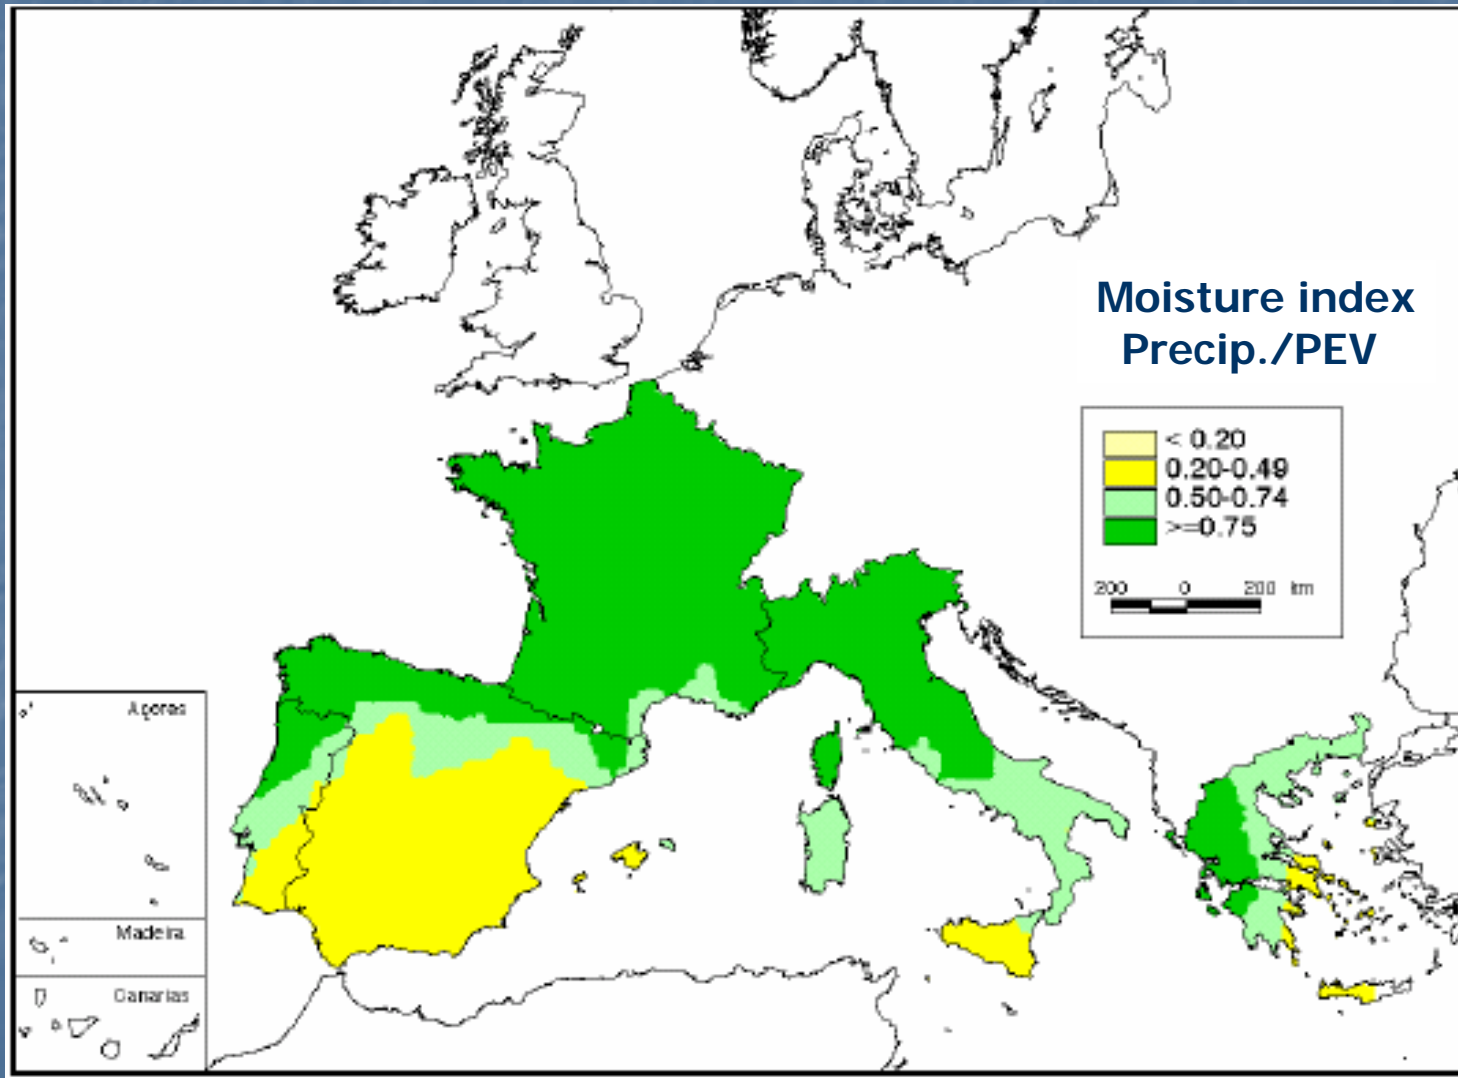 Moisture index
Precip./PEV
< 0.20
0.20-0.49
0.50-0.74
>=0.75
200 0 200 km
Açores
Madeira
Canarias